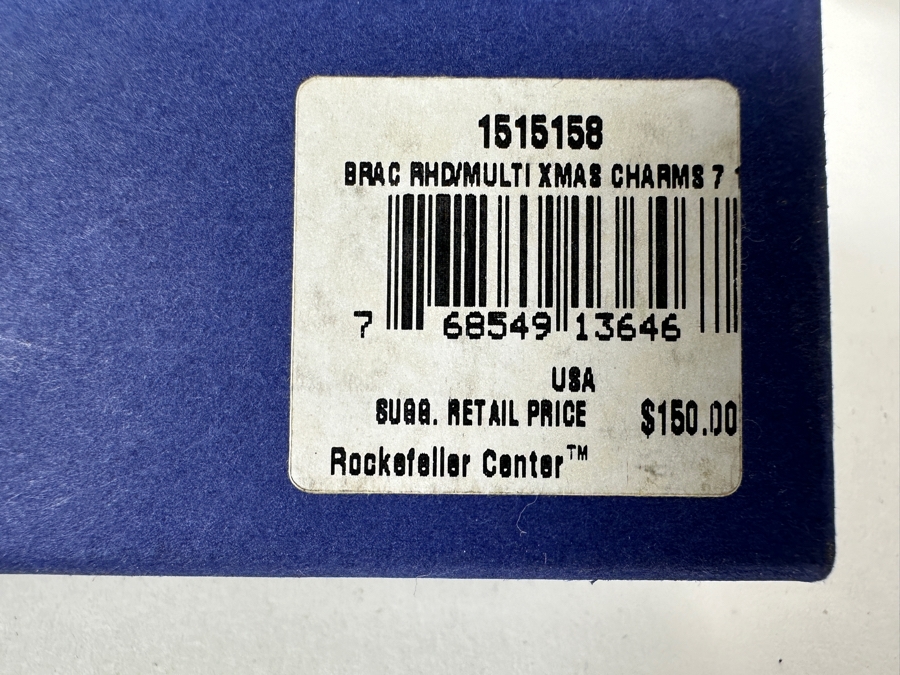 1515158
BRAC RHD/MULTI XMAS CHARMS 7
7 68549 13646
USA
SUGG. RETAIL PRICE $150.00
Rockefeller Center™